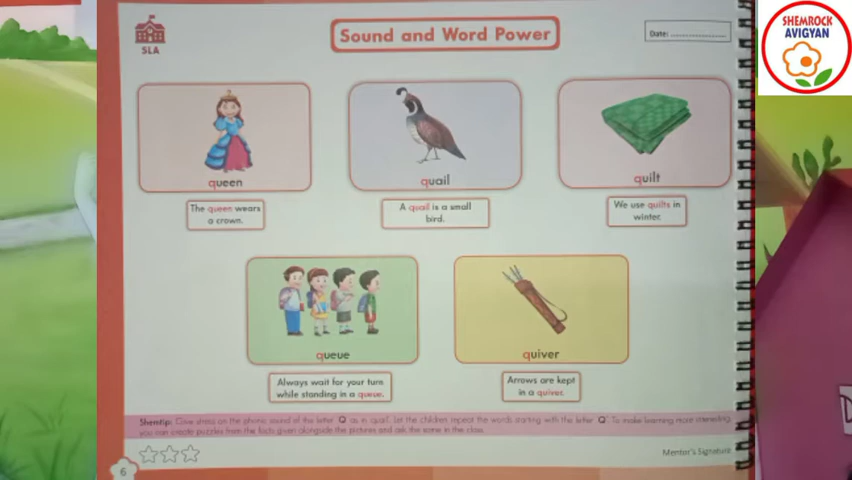 SLA
Sound and Word Power
Date:
SHEMROCK
AVIGYAN
queen
quail
quilt
The queen wears
a crown.
A quail is a small
bird.
We use quilts in
winter.
queue
quiver
Always wait for your turn
while standing in a queue.
Arrows are kept
in a quiver.
Shemtip: Give stress on the phonic sound of the letter 'Q' as in quail. Let the children repeat the words starting with the letter 'Q'. To make learning more interesting,
you can create puzzles from the facts given alongside the pictures and ask the same in the class.
Mentor's Signature
6